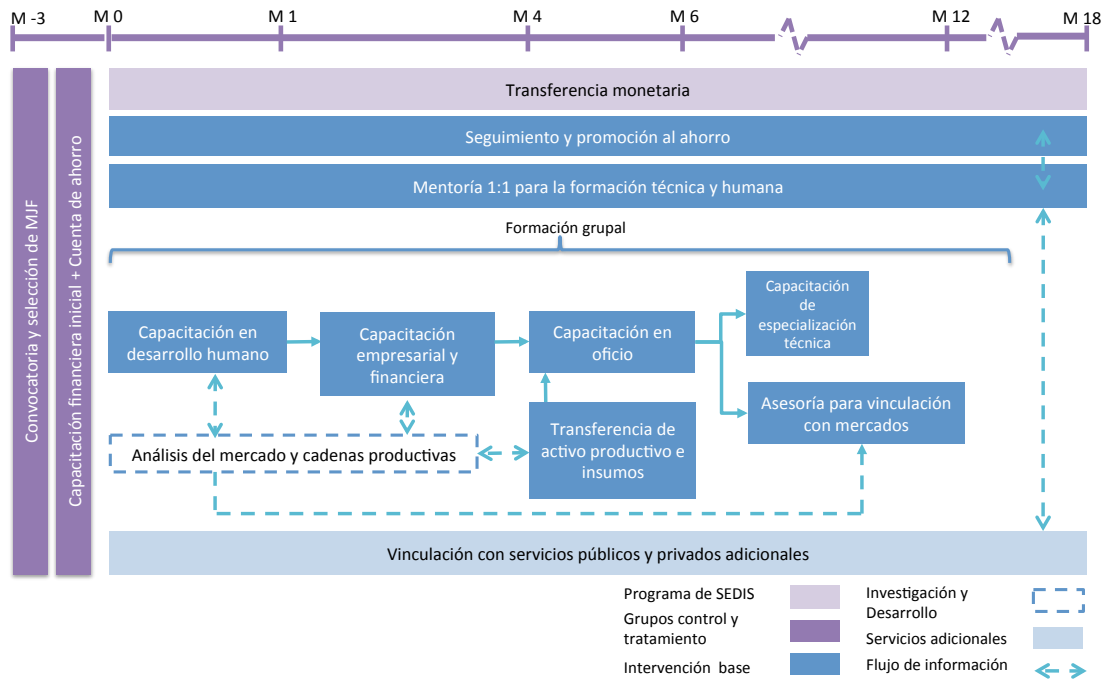 M -3
M 0
M 1
M 4
M 6
M 12
M 18
Convocatoria y selección de MJF
Capacitación financiera inicial + Cuenta de ahorro
Transferencia monetaria
Seguimiento y promoción al ahorro
Mentoría 1:1 para la formación técnica y humana
Formación grupal
Capacitación en
desarrollo humano
Capacitación
empresarial y
financiera
Capacitación en
oficio
Capacitación
de
especialización
técnica
Análisis del mercado y cadenas productivas
Transferencia de
activo productivo e
insumos
Asesoría para vinculación
con mercados
Vinculación con servicios públicos y privados adicionales
Programa de SEDIS
Grupos control y
tratamiento
Intervención base
Investigación y
Desarrollo
Servicios adicionales
Flujo de información